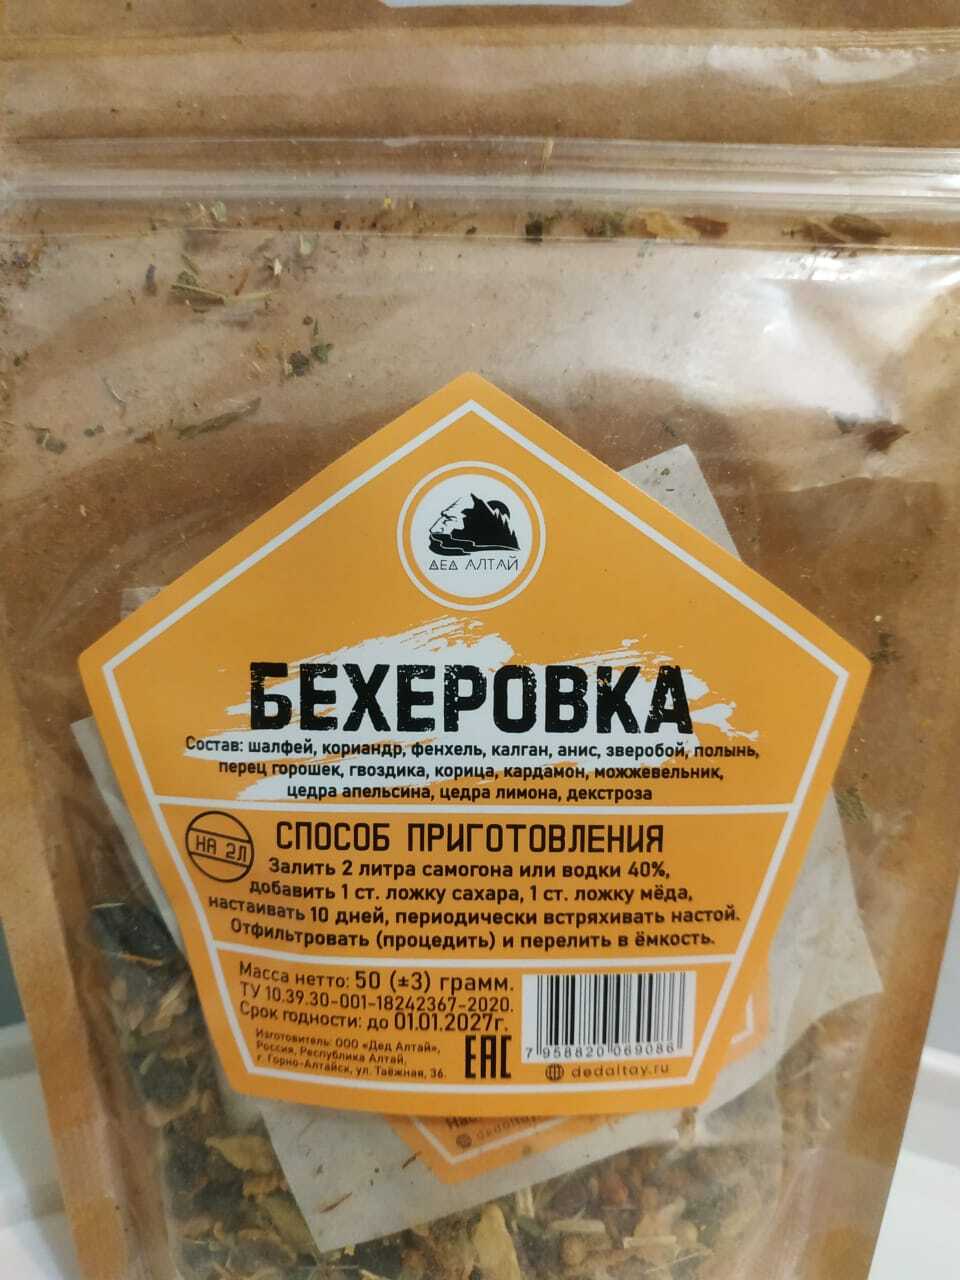 ДЕД АЛТАЙ
БЕХЕРОВКА
Состав: шалфей, кориандр, фенхель, калган, анис, зверобой, полынь,
перец горошек, гвоздика, корица, кардамон, можжевельник,
цедра апельсина, цедра лимона, декстроза
НА 2Л
СПОСОБ ПРИГОТОВЛЕНИЯ
Залить 2 литра самогона или водки 40%,
добавить 1 ст. ложку сахара, 1 ст. ложку мёда,
настаивать 10 дней, периодически встряхивать настой.
Отфильтровать (процедить) и перелить в ёмкость.
Масса нетто: 50 (±3) грамм.
ТУ 10.39.30-001-18242367-2020.
Срок годности: до 01.01.2027г.
Изготовитель: ООО «Дед Алтай»,
Россия, Республика Алтай,
г. Горно-Алтайск, ул. Таёжная, 36.
EAC
7 958820 069086
dedaltay.ru